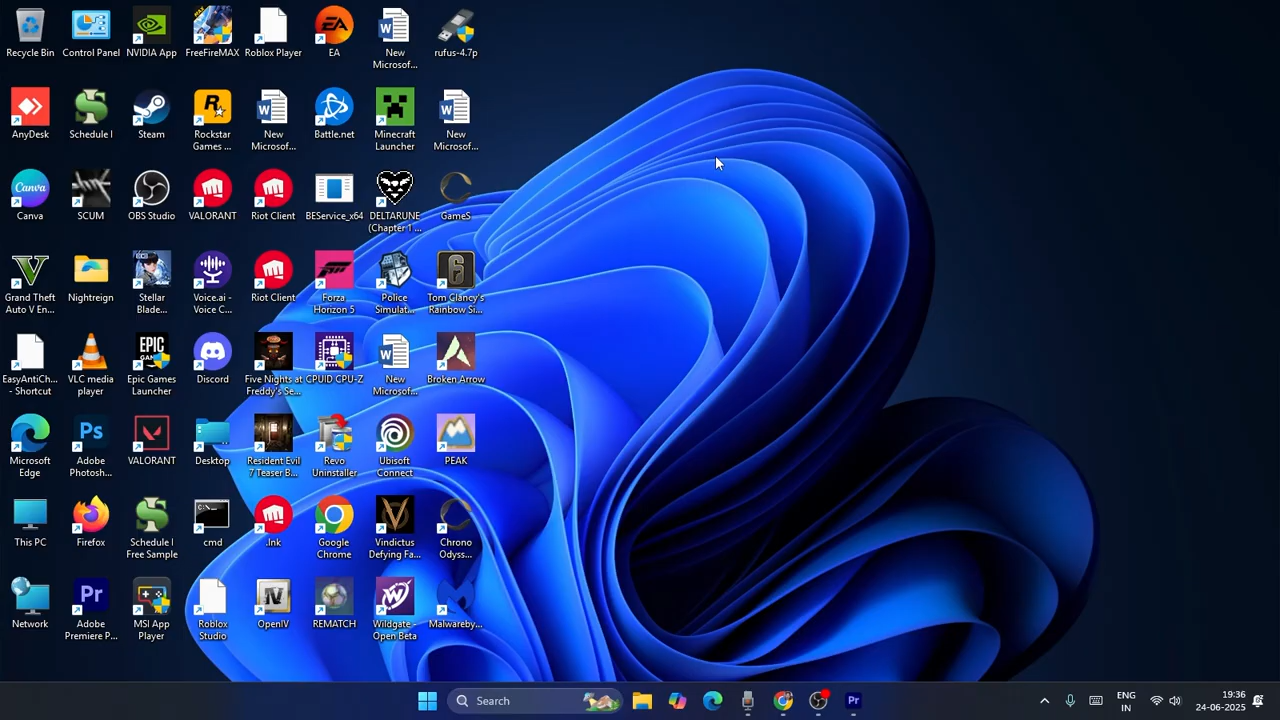 Recycle Bin
Control Panel
NVIDIA App
FreeFireMAX
Roblox Player
EA
New
Microsof...
rufus-4.7p
AnyDesk
Schedule I
Steam
Rockstar
Games ...
New
Microsof...
Battle.net
Minecraft
Launcher
New
Microsof...
Canva
SCUM
OBS Studio
VALORANT
Riot Client
BEService_x64
DELTARUNE
(Chapter 1 ...
GameS
Grand Theft
Auto V En...
Nightreign
Stellar
Blade...
Voice.ai -
Voice C...
Riot Client
Forza
Horizon 5
Police
Simulat...
Tom Clancy's
Rainbow Si...
EasyAntiCh...
- Shortcut
VLC media
player
Epic Games
Launcher
Discord
Five Nights at
Freddy's Se...
CPUID CPU-Z
New
Microsof...
Broken Arrow
Microsoft
Edge
Adobe
Photosh...
VALORANT
Desktop
Resident Evil
7 Teaser B...
Revo
Uninstaller
Ubisoft
Connect
PEAK
This PC
Firefox
Schedule I
Free Sample
cmd
.lnk
Google
Chrome
Vindictus
Defying Fa...
Chrono
Odyss...
Network
Adobe
Premiere P...
MSI App
Player
Roblox
Studio
OpenIV
REMATCH
Wildgate -
Open Beta
Malwareby...
Search
ENG
IN
19:36
24-06-2025